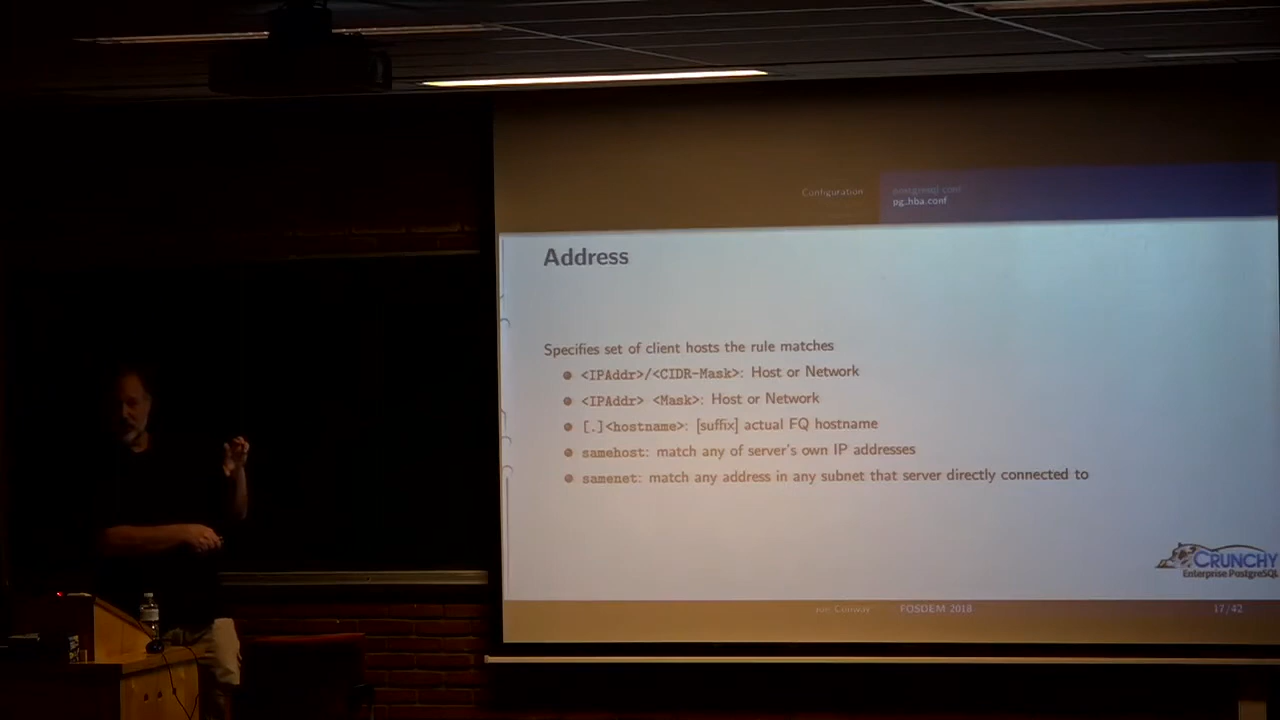 Configuration
postgresql.conf
pg_hba.conf
Address
Specifies set of client hosts the rule matches
<IPAddr>/<CIDR-Mask>: Host or Network
<IPAddr> <Mask>: Host or Network
[.]<hostname>: [suffix] actual FQ hostname
samehost: match any of server's own IP addresses
samenet: match any address in any subnet that server directly connected to
CRUNCHY
Enterprise PostgreSQL
Conway FOSDEM 2018 17/42